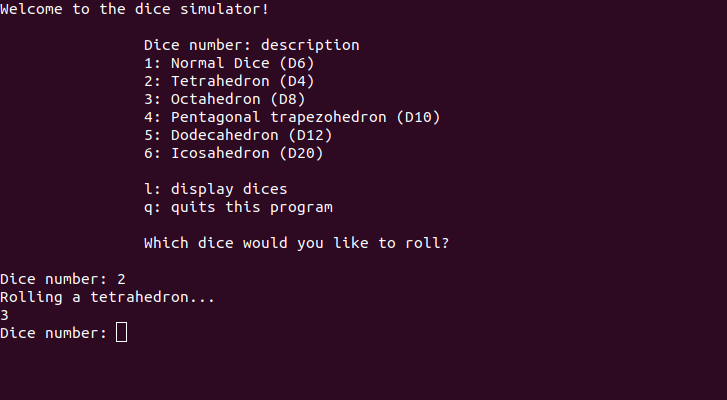 Welcome to the dice simulator!
Dice number: description
1: Normal Dice (D6)
2: Tetrahedron (D4)
3: Octahedron (D8)
4: Pentagonal trapezohedron (D10)
5: Dodecahedron (D12)
6: Icosahedron (D20)
l: display dices
q: quits this program
Which dice would you like to roll?
Dice number: 2
Rolling a tetrahedron...
3
Dice number: